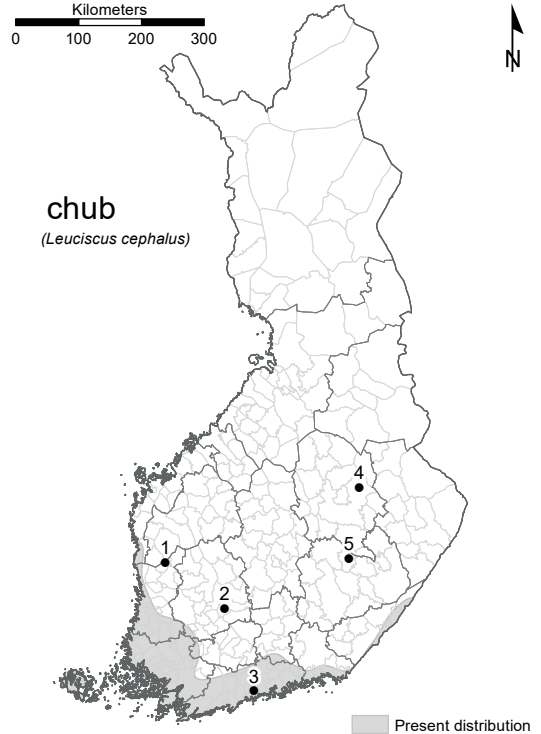 Kilometers
0 100 200 300
N
chub
(Leuciscus cephalus)
4
1
5
2
3
Present distribution